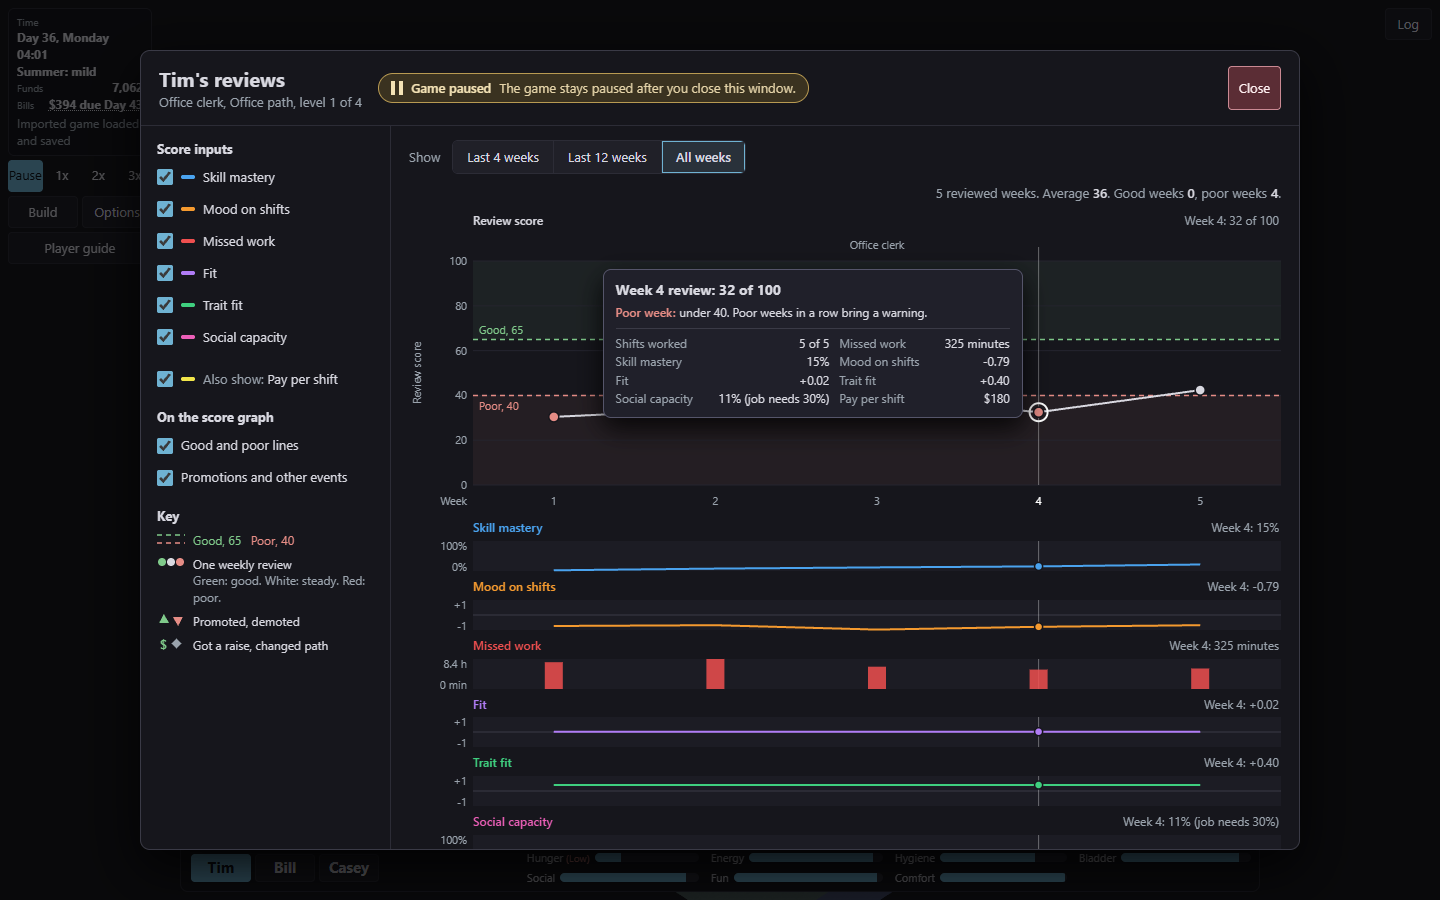 Time
Day 36, Monday
04:01
Summer: mild
Funds 7,062
Bills $394 due Day 43
Imported game loaded
and saved
Pause 1x 2x 3x
Build Options
Player guide
Log
Tim's reviews
Office clerk, Office path, level 1 of 4
Game paused The game stays paused after you close this window.
Close
Score inputs
Skill mastery
Mood on shifts
Missed work
Fit
Trait fit
Social capacity
Also show: Pay per shift
On the score graph
Good and poor lines
Promotions and other events
Key
Good, 65 Poor, 40
One weekly review
Green: good. White: steady. Red:
poor.
Promoted, demoted
$ Got a raise, changed path
Show Last 4 weeks Last 12 weeks All weeks
5 reviewed weeks. Average 36. Good weeks 0, poor weeks 4.
Review score Week 4: 32 of 100
Office clerk
Review score
100
80
60
40
20
0
Good, 65
Poor, 40
Week 4 review: 32 of 100
Poor week: under 40. Poor weeks in a row bring a warning.
Shifts worked 5 of 5 Missed work 325 minutes
Skill mastery 15% Mood on shifts -0.79
Fit +0.02 Trait fit +0.40
Social capacity 11% (job needs 30%) Pay per shift $180
Week 1 2 3 4 5
Skill mastery Week 4: 15%
100%
0%
Mood on shifts Week 4: -0.79
+1
-1
Missed work Week 4: 325 minutes
8.4 h
0 min
Fit Week 4: +0.02
+1
-1
Trait fit Week 4: +0.40
+1
-1
Social capacity Week 4: 11% (job needs 30%)
100%
Tim Bill Casey
Hunger (Low) Energy Hygiene Bladder
Social Fun Comfort